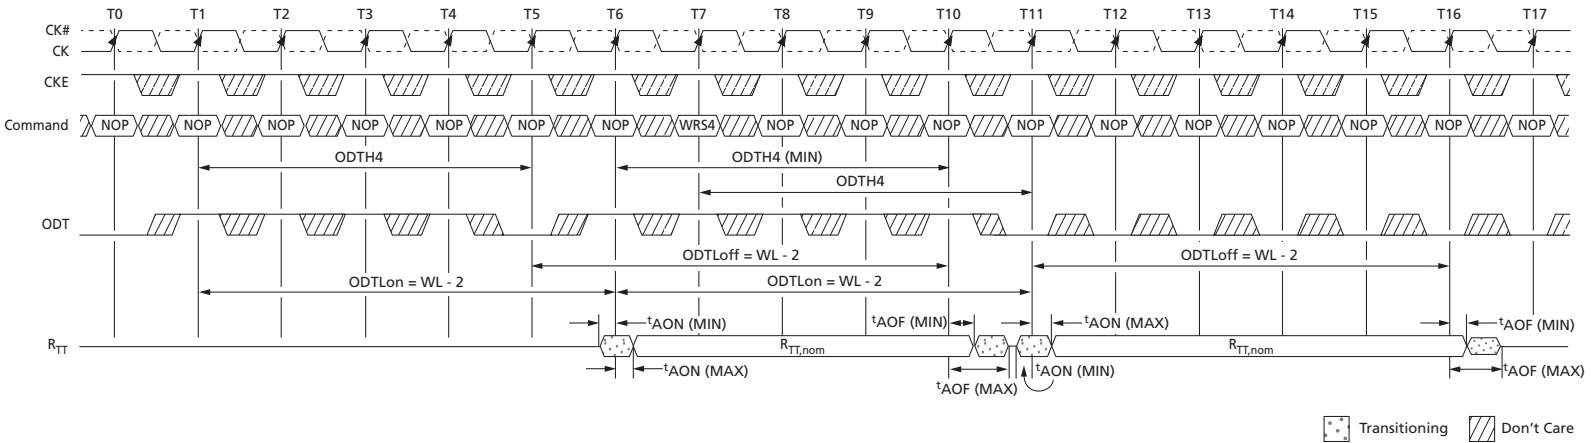 T0 T1 T2 T3 T4 T5 T6 T7 T8 T9 T10 T11 T12 T13 T14 T15 T16 T17
CK#
CK
CKE
Command NOP NOP NOP NOP NOP NOP NOP WRS4 NOP NOP NOP NOP NOP NOP NOP NOP NOP NOP
ODTH4 ODTH4 (MIN)
ODTH4
ODT
ODTLoff = WL - 2 ODTLoff = WL - 2
ODTLon = WL - 2 ODTLon = WL - 2
tAON (MIN) tAOF (MIN) tAON (MAX) tAOF (MIN)
RTT RTT,nom RTT,nom
tAON (MAX) tAON (MIN) tAOF (MAX)
tAOF (MAX)
Transitioning Don't Care